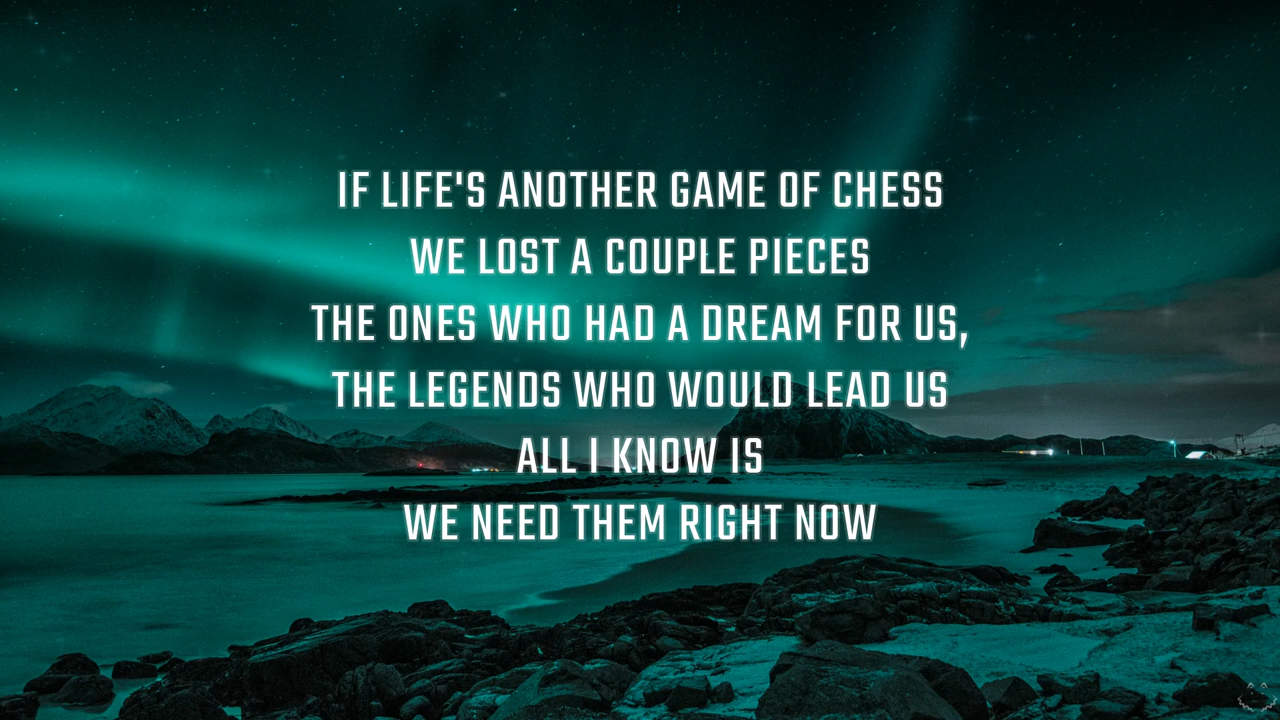 IF LIFE'S ANOTHER GAME OF CHESS
WE LOST A COUPLE PIECES
THE ONES WHO HAD A DREAM FOR US,
THE LEGENDS WHO WOULD LEAD US
ALL I KNOW IS
WE NEED THEM RIGHT NOW